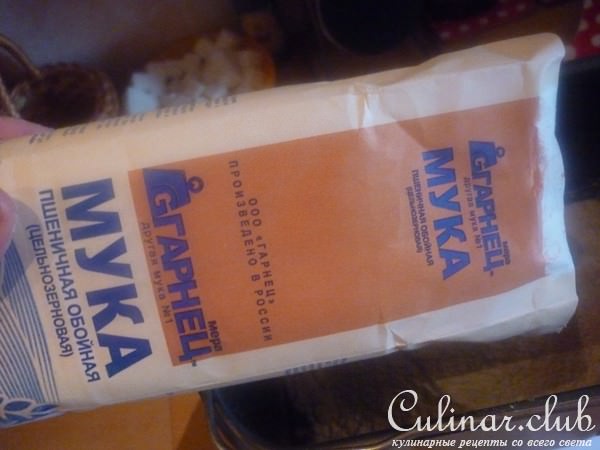 ГАРНЕЦ-
мера
другая мука №1
МУКА
ПШЕНИЧНАЯ ОБОЙНАЯ
(ЦЕЛЬНОЗЕРНОВАЯ)
ООО «ГАРНЕЦ»
ПРОИЗВЕДЕНО В РОССИИ
ГАРНЕЦ-
мера
другая мука №1
МУКА
ПШЕНИЧНАЯ ОБОЙНАЯ
(ЦЕЛЬНОЗЕРНОВАЯ)
Culinar.club
кулинарные рецепты со всего света